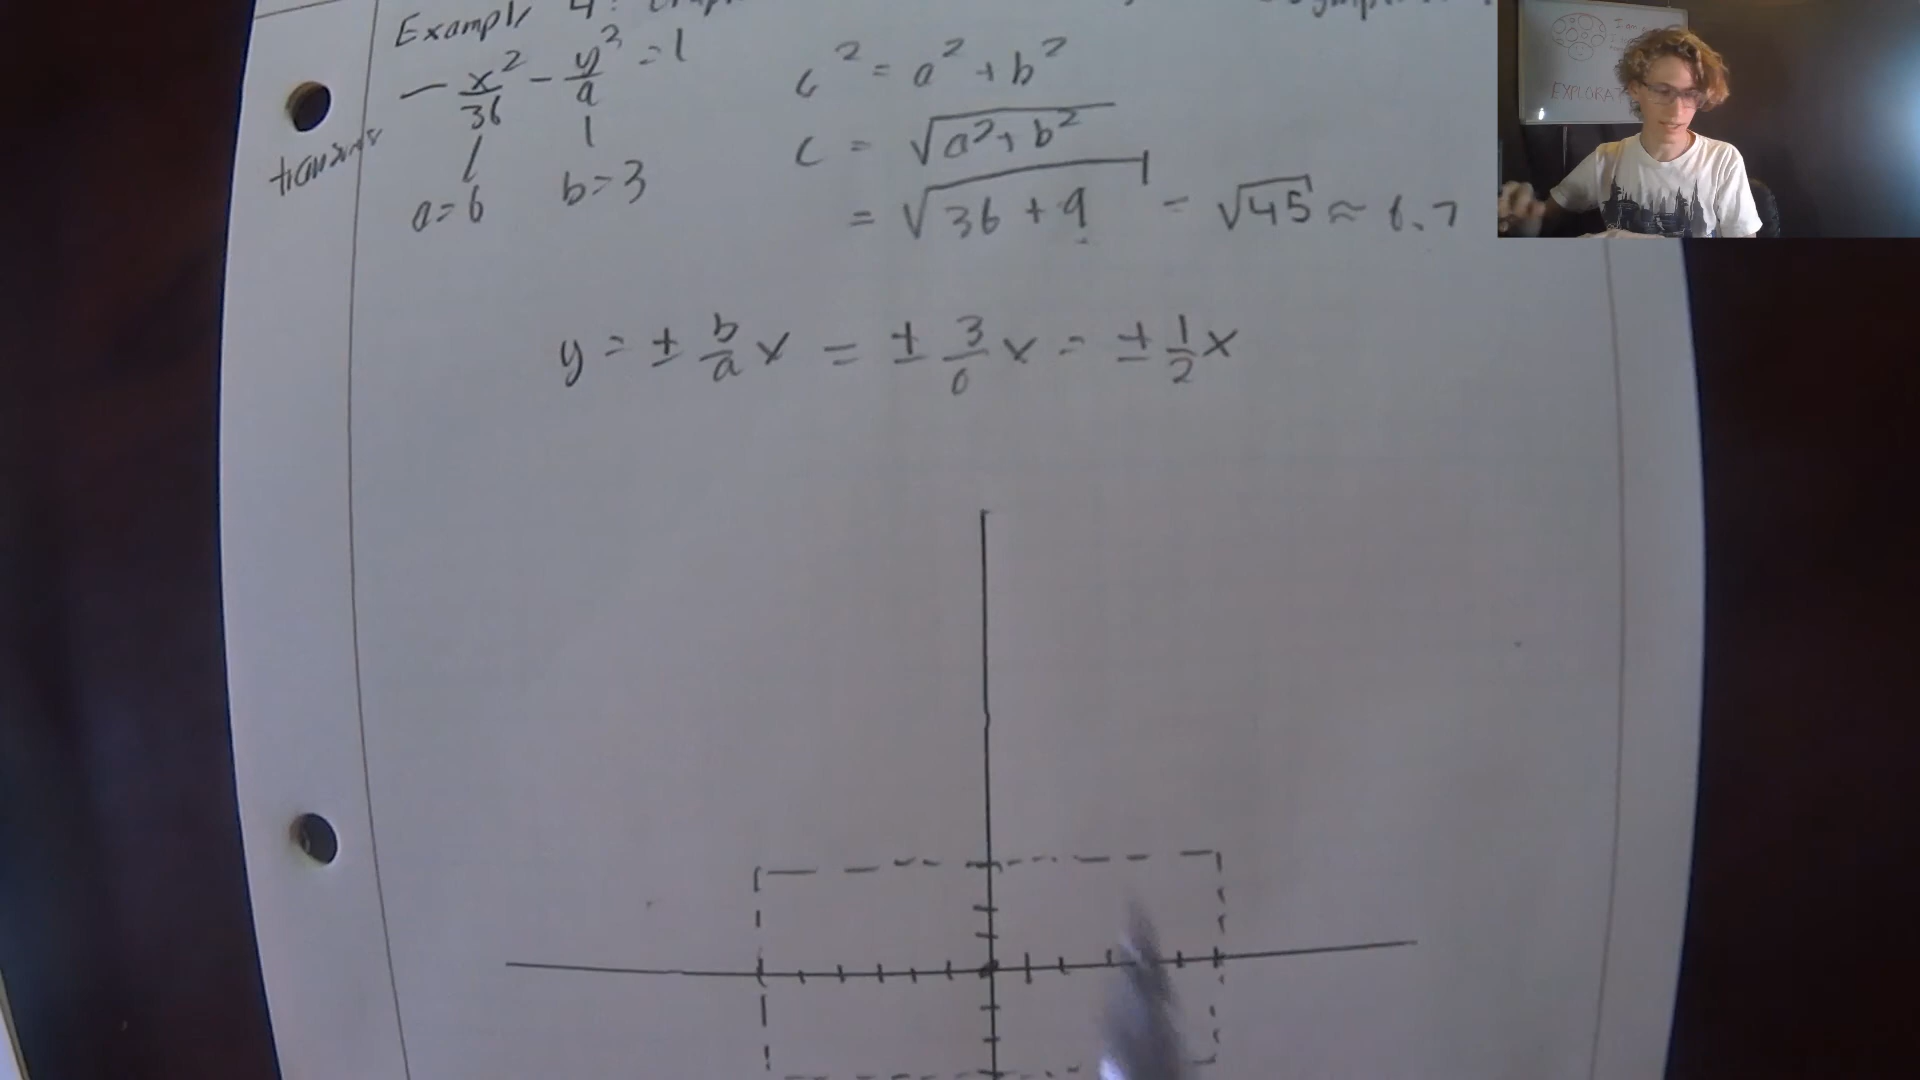 Example 4:
— x²/36 - y²/9 = 1
transverse
a=6 b=3
c² = a² + b²
c = √a²+b²
= √36+9 = √45 ≈ 6.7
y = ± b/a x = ± 3/6 x = ± 1/2 x